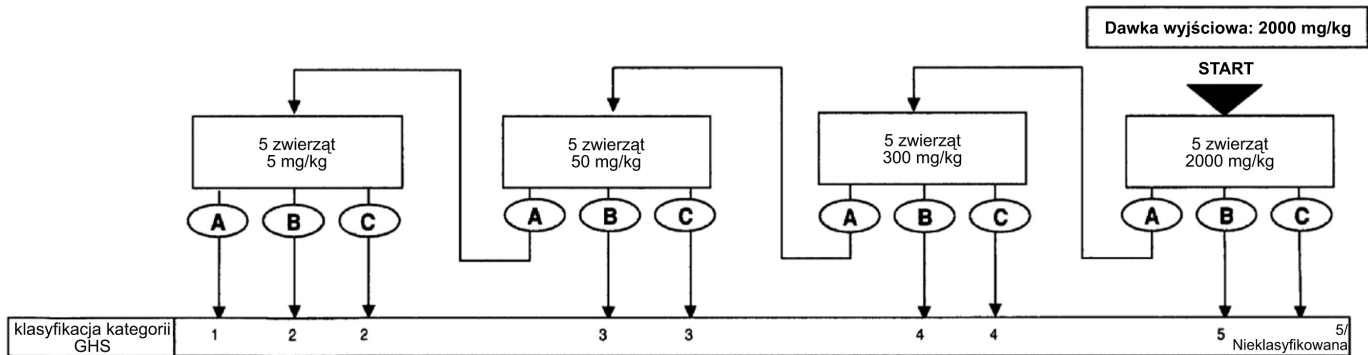 Dawka wyjściowa: 2000 mg/kg
START
5 zwierząt
5 mg/kg
5 zwierząt
50 mg/kg
5 zwierząt
300 mg/kg
5 zwierząt
2000 mg/kg
A B C A B C A B C A B C
klasyfikacja kategorii
GHS
1 2 2 3 3 4 4 5 5/
Nieklasyfikowana